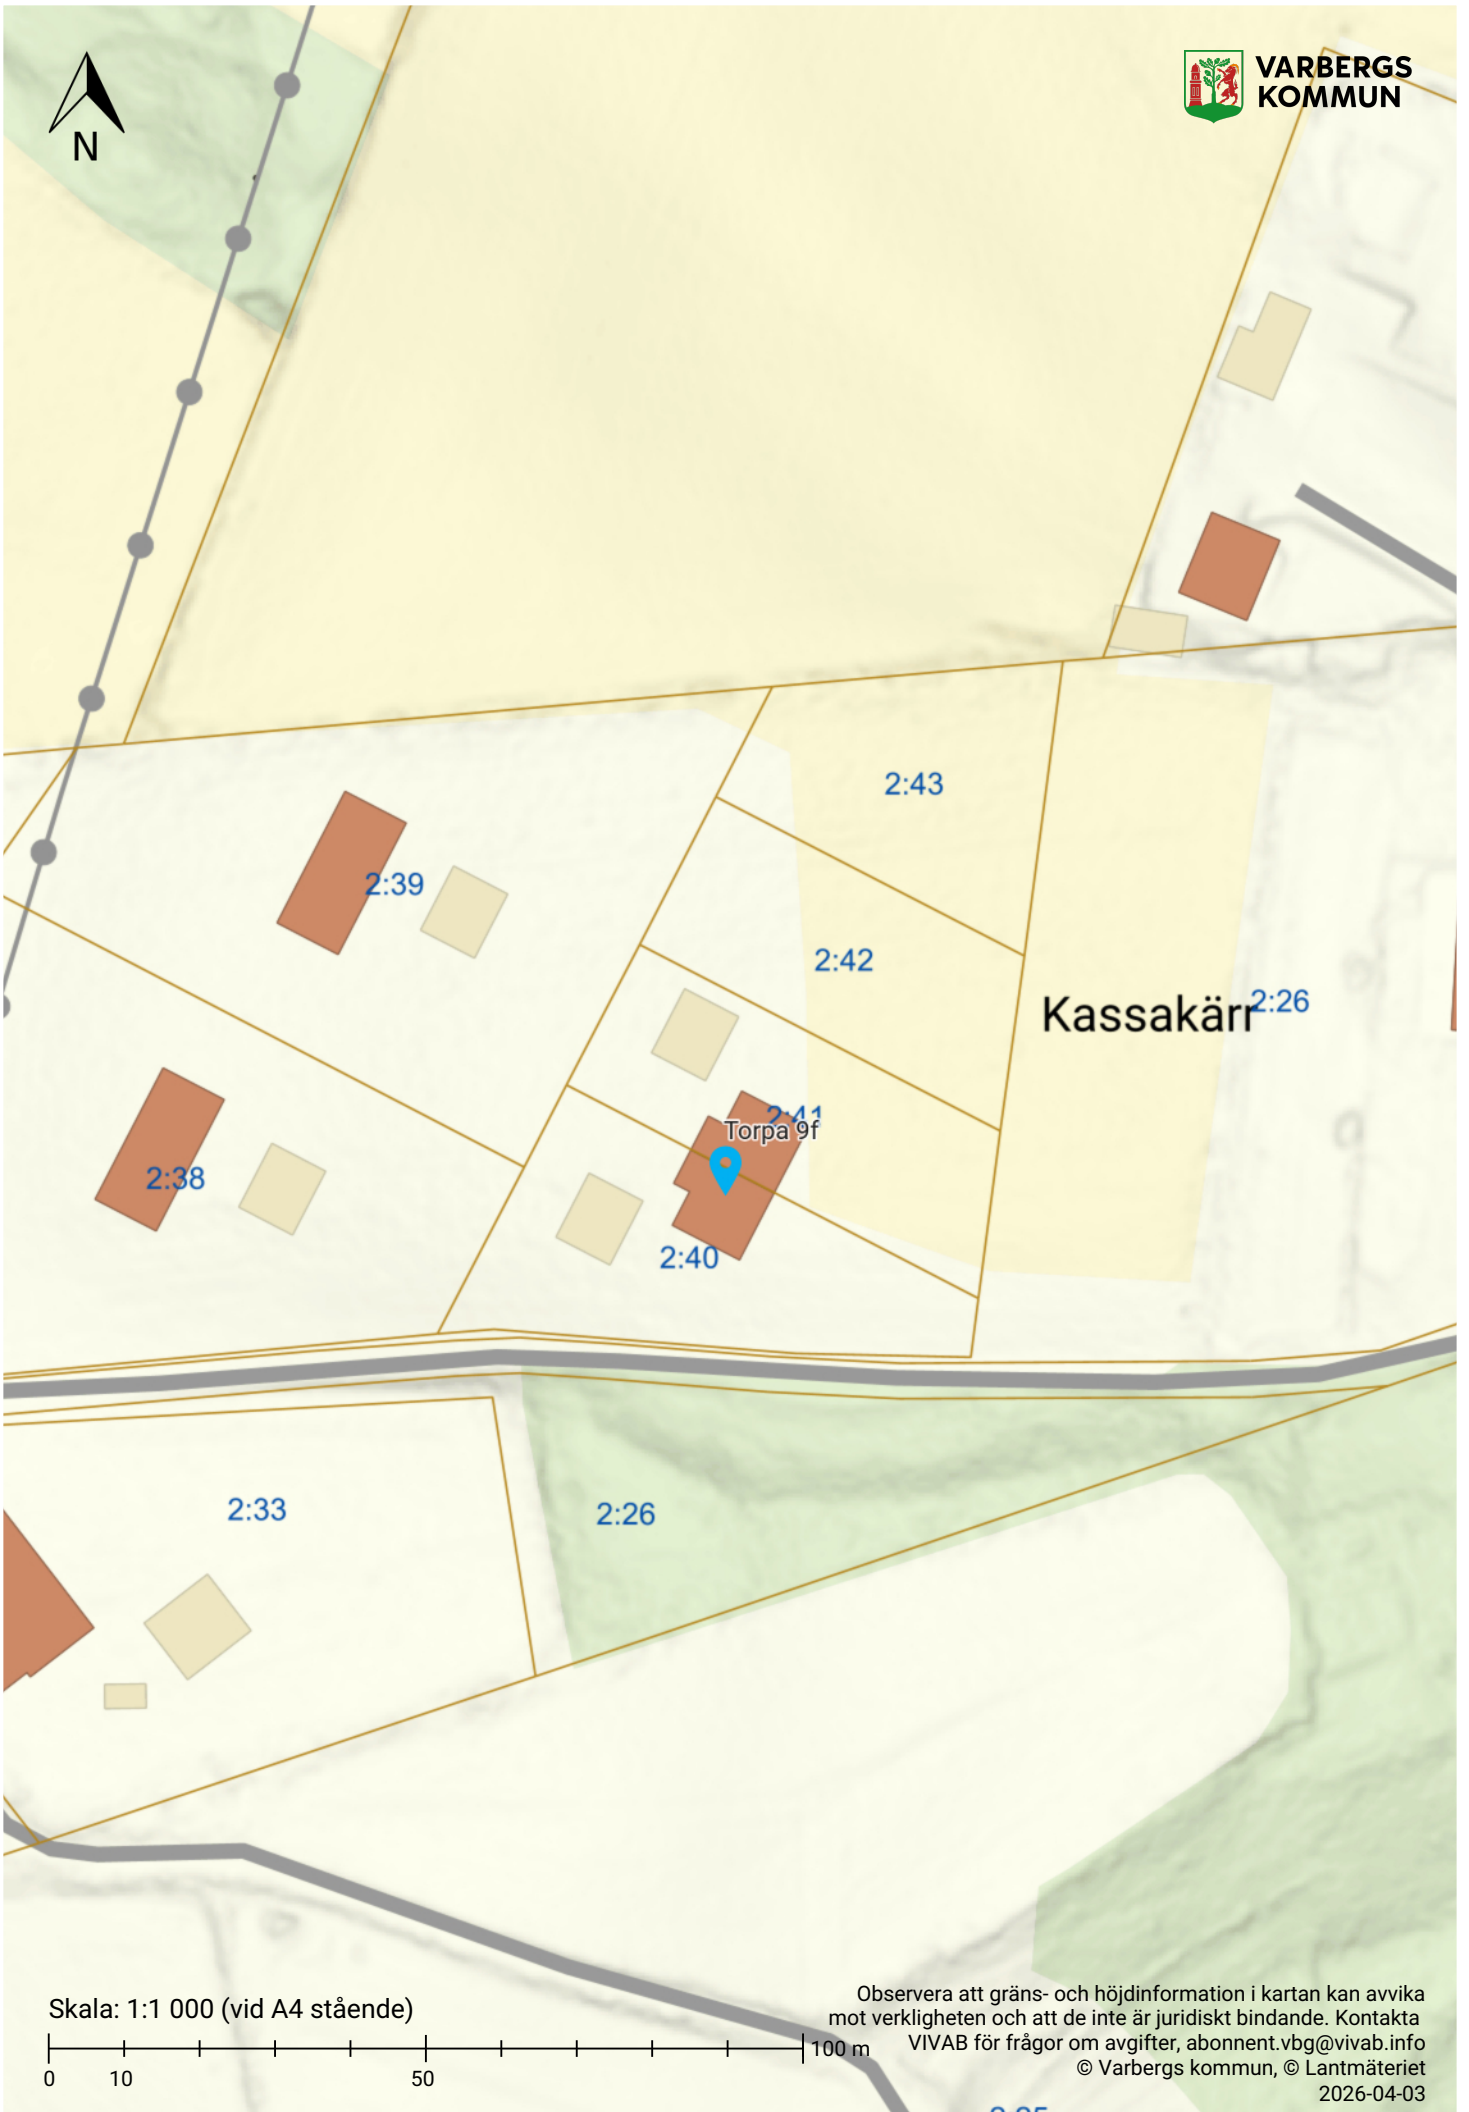 N
VARBERGS
KOMMUN
2:43
2:39
2:42
Kassakärr
2:26
2:41
Torpa 9f
2:38
2:40
2:33
2:26
Skala: 1:1 000 (vid A4 stående)
0 10 50 100 m
Observera att gräns- och höjdinformation i kartan kan avvika
mot verkligheten och att de inte är juridiskt bindande. Kontakta
VIVAB för frågor om avgifter, abonnent.vbg@vivab.info
© Varbergs kommun, © Lantmäteriet
2026-04-03